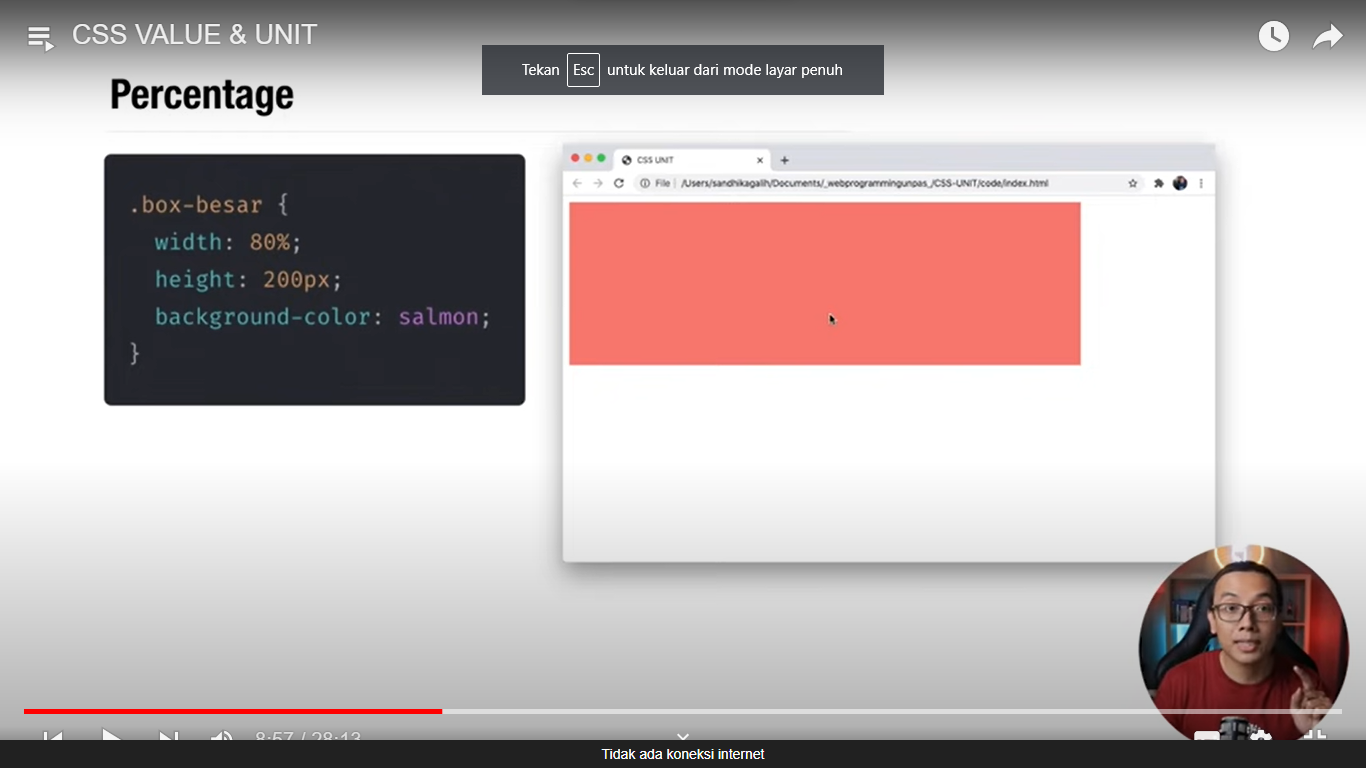 CSS VALUE & UNIT
Tekan Esc untuk keluar dari mode layar penuh
Percentage
.box-besar {
width: 80%;
height: 200px;
background-color: salmon;
}
CSS UNIT
File /Users/sandhikagalih/Documents/_webprogrammingunpas_/CSS-UNIT/code/index.html
8:57 / 28:13
Tidak ada koneksi internet